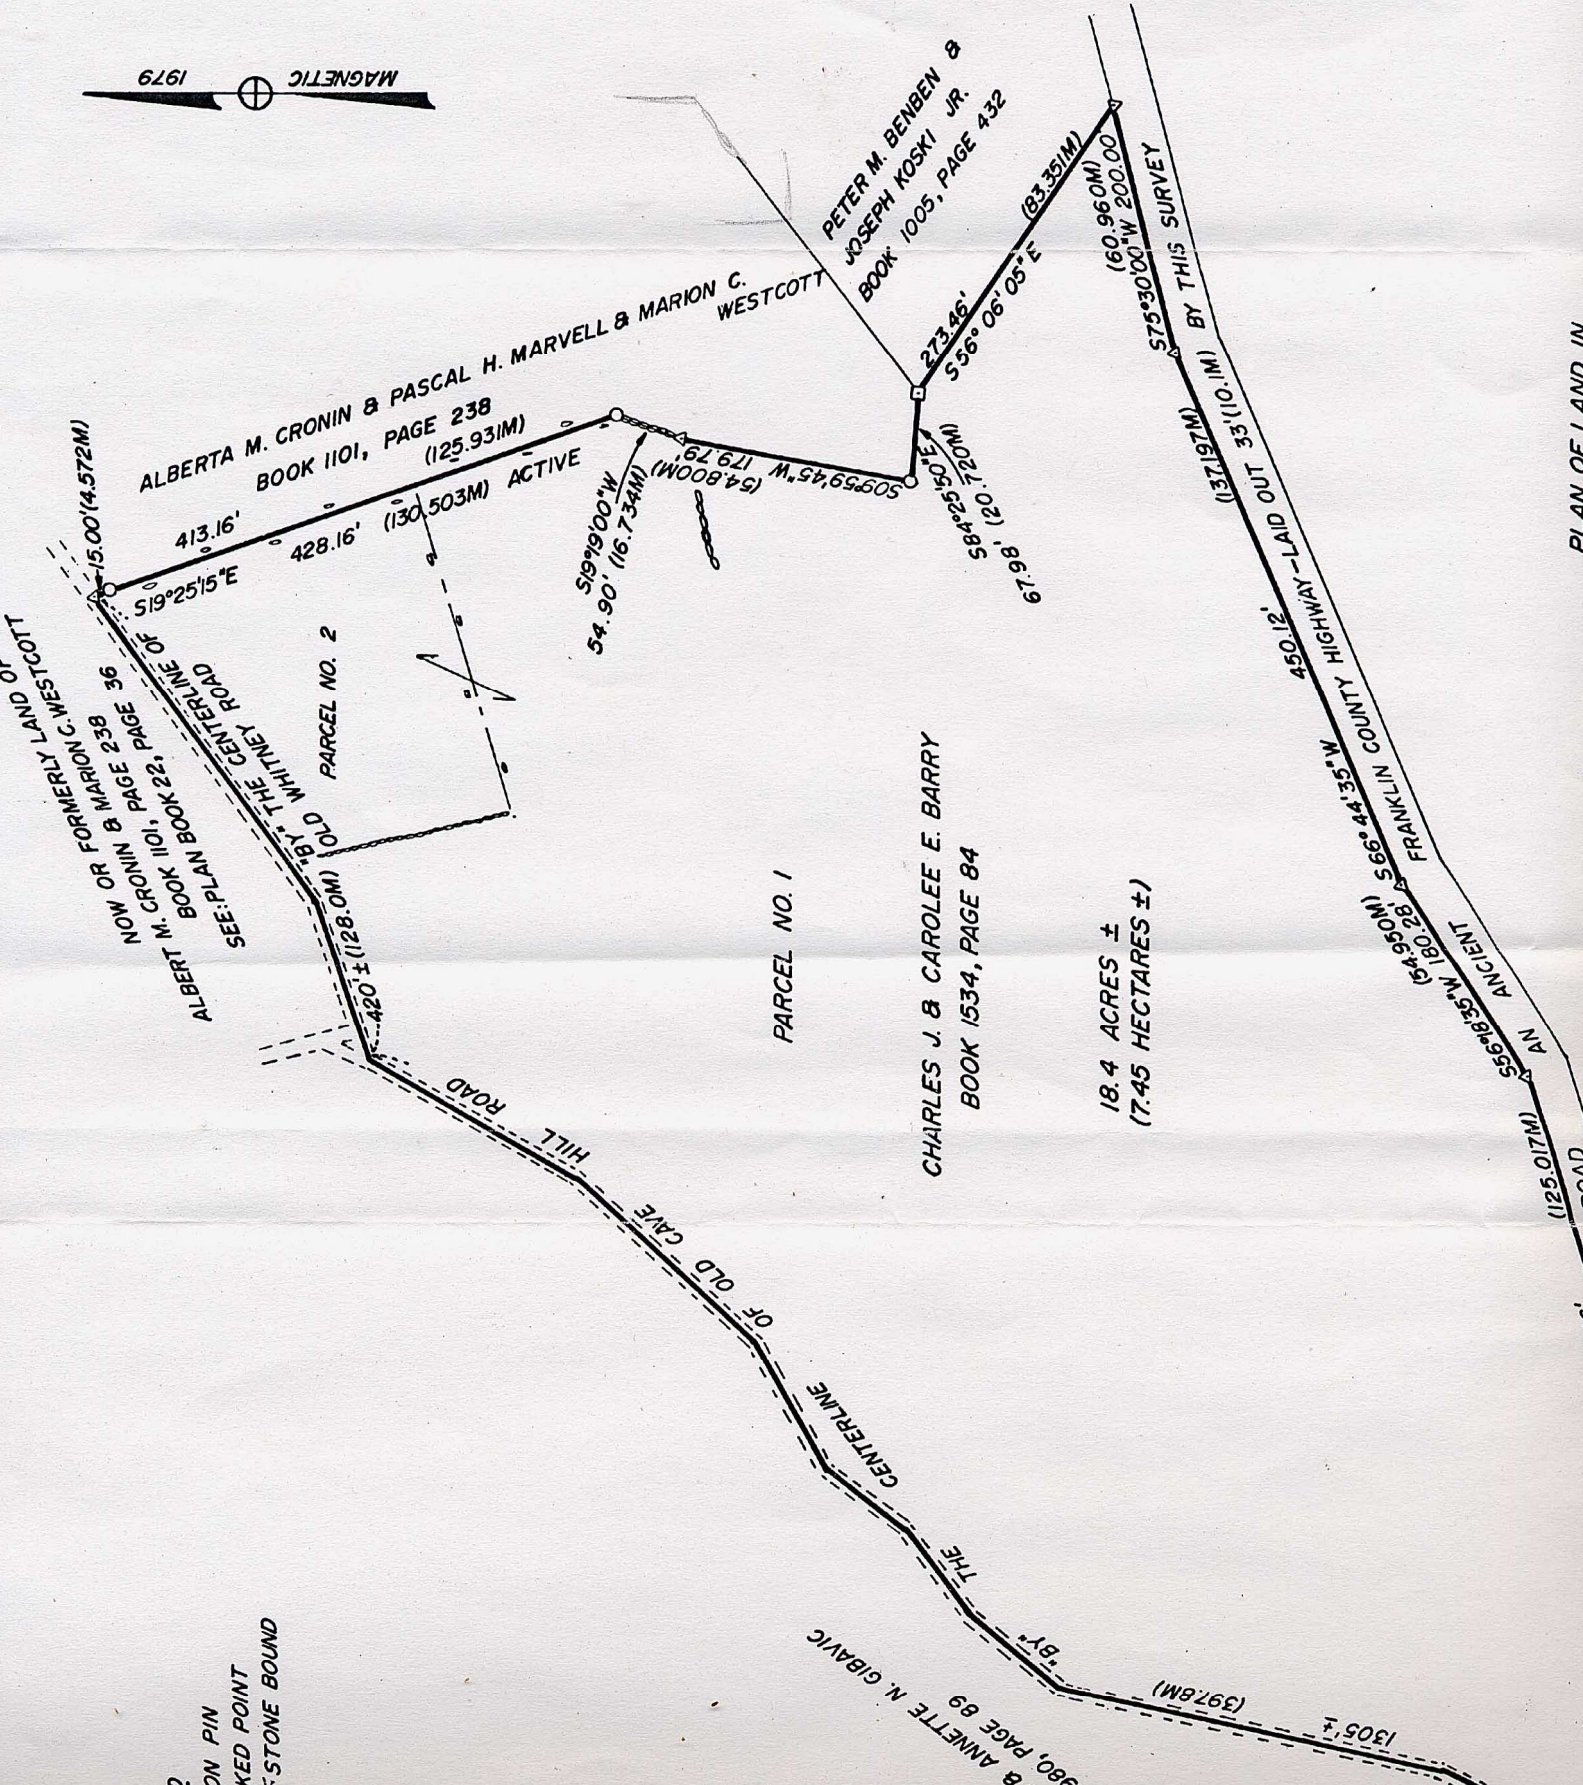 MAGNETIC
1979
PETER M. BENBEN &
JOSEPH KOSKI JR.
BOOK 1005, PAGE 432
ALBERTA M. CRONIN & PASCAL H. MARVELL & MARION C.
WESTCOTT
BOOK 1101, PAGE 238
(125.931M)
413.16'
428.16' (130.503M) ACTIVE
S19°25'15"E
15.00'(4.572M)
NOW OR FORMERLY LAND OF
MARION C. WESTCOTT
ALBERT M. CRONIN & MARION C. WESTCOTT
BOOK 1101, PAGE 238
SEE: PLAN BOOK 22, PAGE 36
"BY" THE CENTERLINE OF
OLD WHITNEY ROAD
420'±(128.0M)
PARCEL NO. 2
S19°19'00"W
54.90' (16.734M)
(54.800M)
179.79'
S09°59'45"W
S84°25'50"E
67.98' (20.720M)
273.46'
(83.351M)
S56°06'05"E
(60.960M)
S75°30'00"W 200.00'
(137.197M)
450.12'
S66°44'35"W
(54.950M)
180.28'
S56°18'35"W
(125.017M)
AN ANCIENT FRANKLIN COUNTY HIGHWAY-LAID OUT 33'(10.1M) BY THIS SURVEY
ROAD
PLAN OF LAND IN
PARCEL NO. 1
CHARLES J. & CAROLEE E. BARRY
BOOK 1534, PAGE 84
18.4 ACRES ±
(7.45 HECTARES ±)
"BY" THE CENTERLINE OF OLD CAVE HILL ROAD
1305'±
(397.8M)
& ANNETTE N. GIBAVIC
980, PAGE 89
ON PIN
KED POINT
STONE BOUND